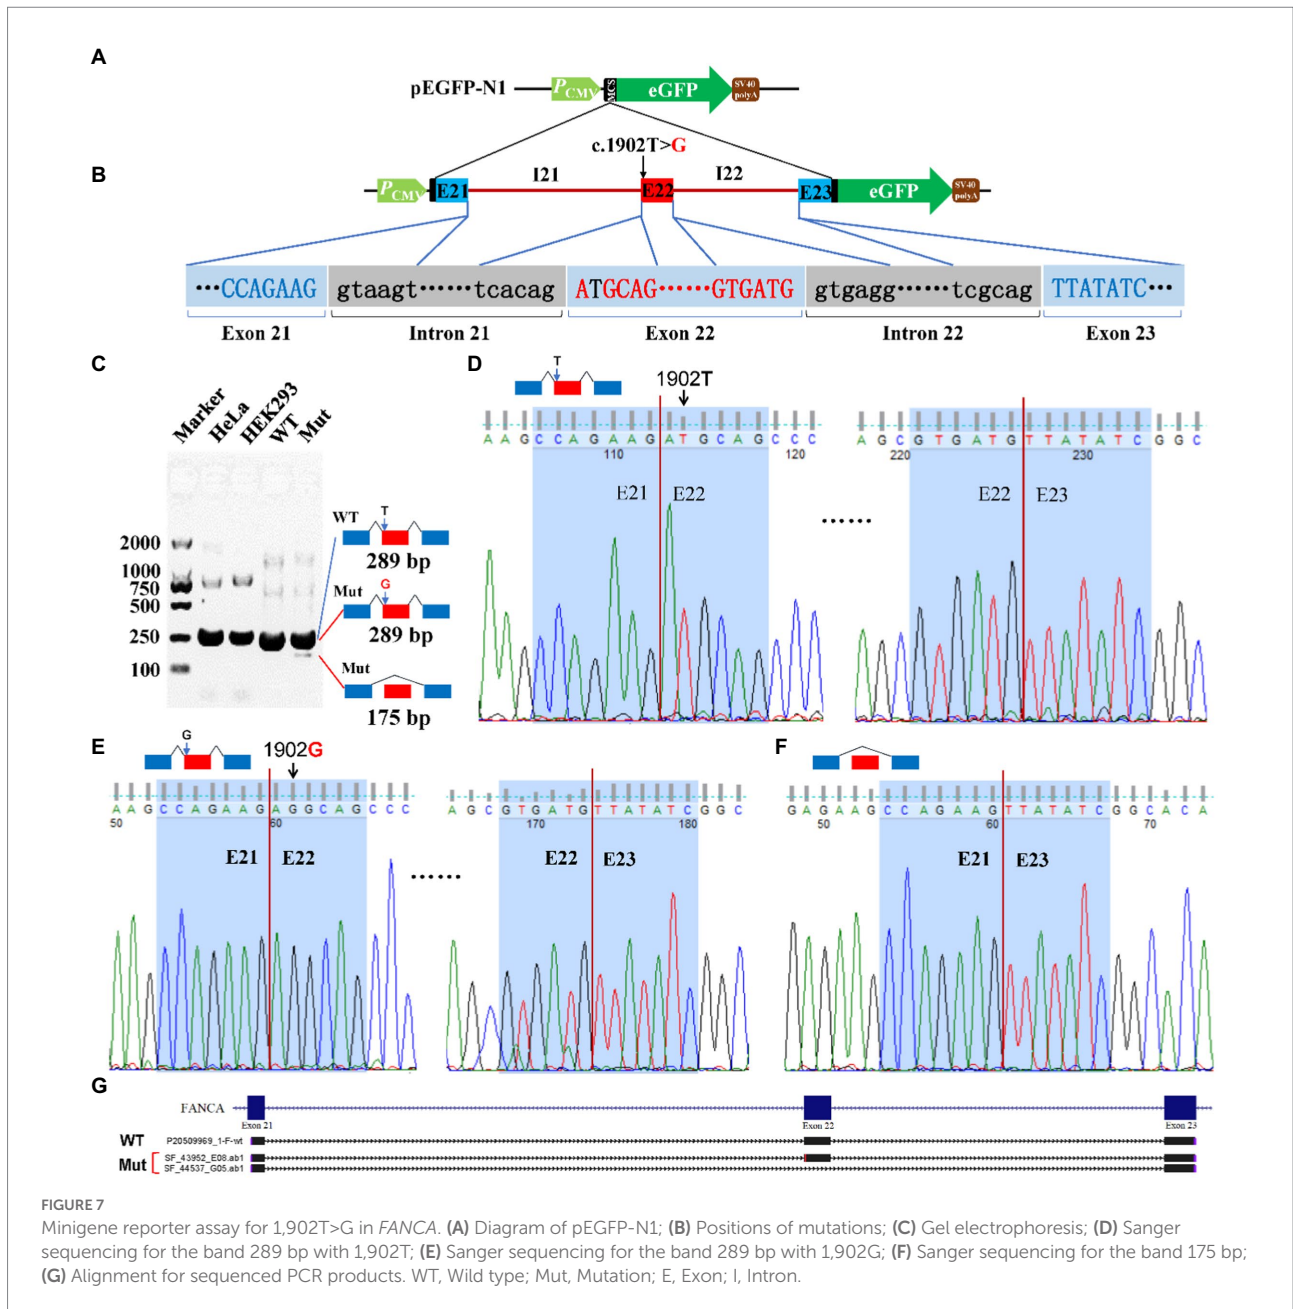 A
pEGFP-N1
PCMV
MCS
eGFP
SV40
polyA
c.1902T>G
B
I21
I22
PCMV
E21
E22
E23
eGFP
SV40
polyA
···CCAGAAG
gtaagt······tcacag
ATGCAG······GTGATG
gtgagg······tcgcag
TTATATC···
Exon 21
Intron 21
Exon 22
Intron 22
Exon 23
C
Marker
HeLa
HEK293
WT
Mut
2000
1000
750
500
250
100
WT
T
289 bp
Mut
G
289 bp
Mut
175 bp
D
T
1902T
A A G C C A G A A G A T G C A G C C C
110
120
E21
E22
······
A G C G T G A T G T T A T A T C G G C
220
230
E22
E23
E
G
1902G
A A G C C A G A A G A G G C A G C C C
50
60
E21
E22
······
A G C G T G A T G T T A T A T C G G C
170
180
E22
E23
F
G A G A A G C C A G A A G T T A T A T C G G C A C A
50
60
70
E21
E23
G
FANCA
Exon 21
Exon 22
Exon 23
WT
P20509969_1-F-wt
Mut
SF_43952_E08.ab1
SF_44537_G05.ab1
FIGURE 7
Minigene reporter assay for 1,902T>G in FANCA. (A) Diagram of pEGFP-N1; (B) Positions of mutations; (C) Gel electrophoresis; (D) Sanger
sequencing for the band 289 bp with 1,902T; (E) Sanger sequencing for the band 289 bp with 1,902G; (F) Sanger sequencing for the band 175 bp;
(G) Alignment for sequenced PCR products. WT, Wild type; Mut, Mutation; E, Exon; I, Intron.